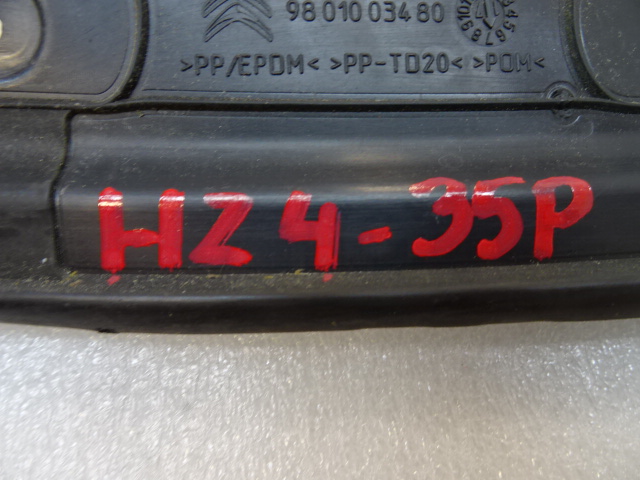 98 010 034 80
>PP/EPDM< >PP-TD20< >POM<
HZ4-35P